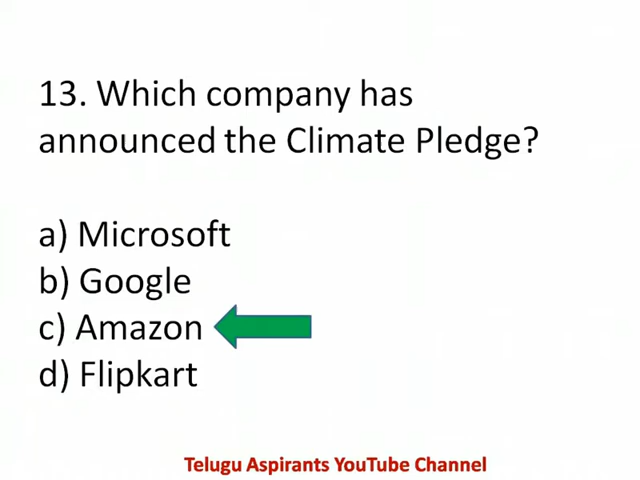 13. Which company has
announced the Climate Pledge?
a) Microsoft
b) Google
c) Amazon
d) Flipkart
Telugu Aspirants YouTube Channel